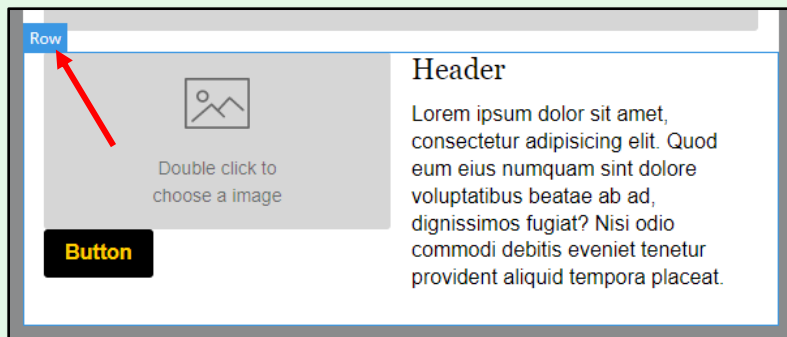 Row
Double click to
choose a image
Button
Header
Lorem ipsum dolor sit amet,
consectetur adipisicing elit. Quod
eum eius numquam sint dolore
voluptatibus beatae ab ad,
dignissimos fugiat? Nisi odio
commodi debitis eveniet tenetur
provident aliquid tempora placeat.